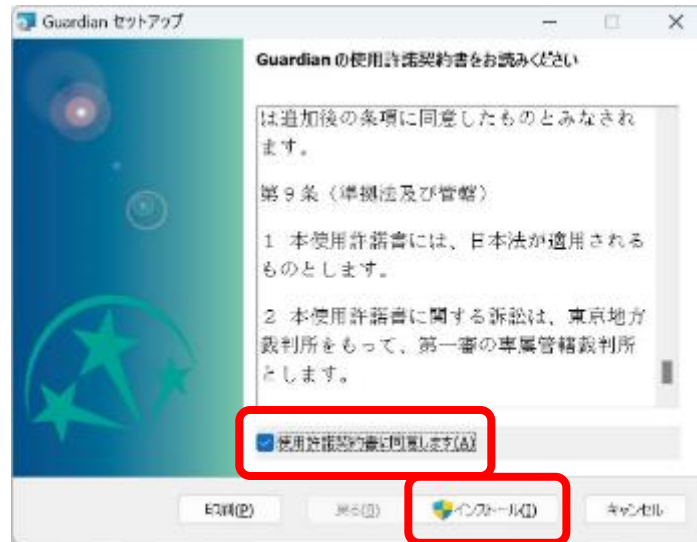 Guardian セットアップ
Guardian の使用許諾契約書をお読みください
は追加後の条項に同意したものとみなされ
ます。
第９条（準拠法及び管轄）
１ 本使用許諾書には、日本法が適用される
ものとします。
２ 本使用許諾書に関する訴訟は、東京地方
裁判所をもって、第一審の専属管轄裁判所
とします。
使用許諾契約書に同意します(A)
印刷(P) 戻る(B) インストール(I) キャンセル